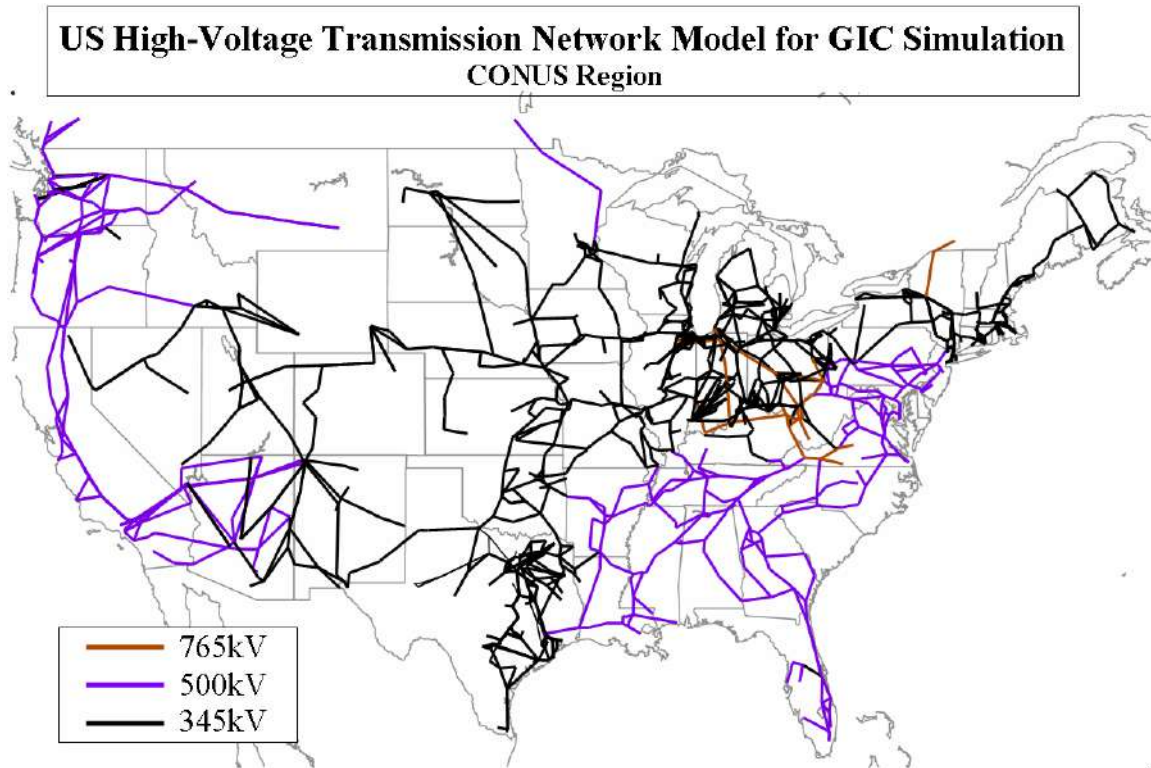 US High-Voltage Transmission Network Model for GIC Simulation
CONUS Region
765kV
500kV
345kV